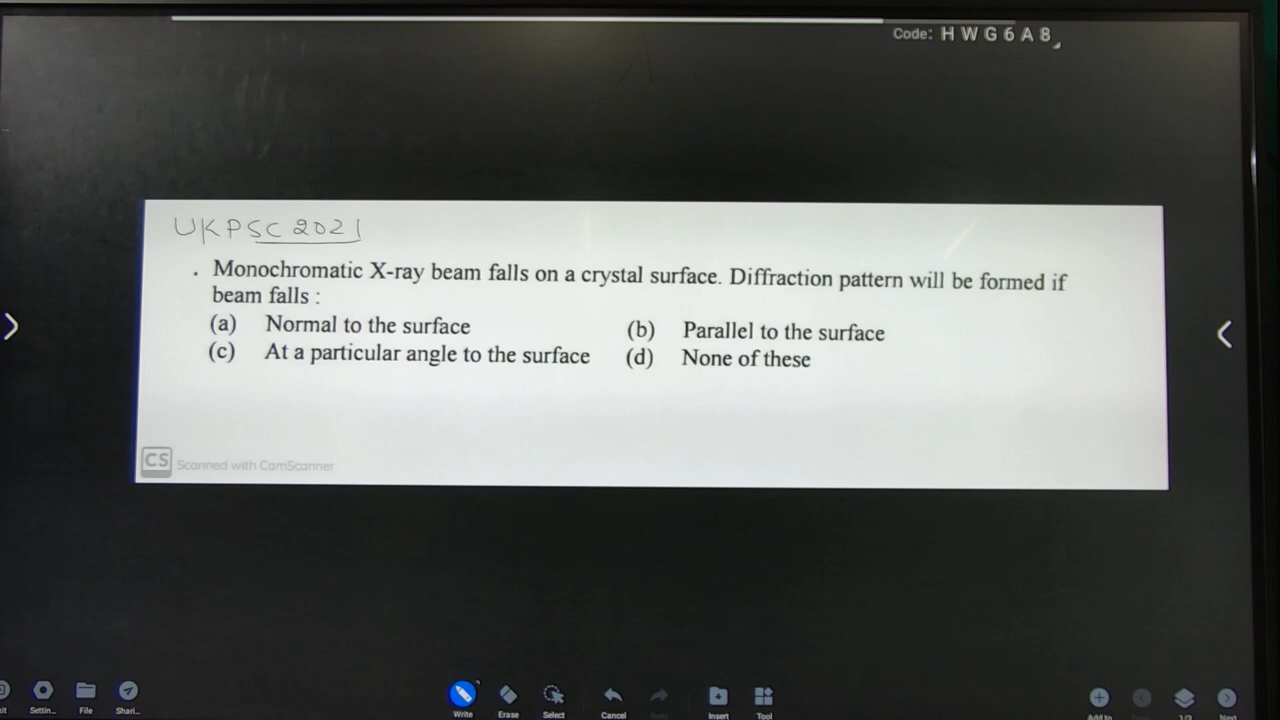 Code: H W G 6 A 8
UKPSC 2021
. Monochromatic X-ray beam falls on a crystal surface. Diffraction pattern will be formed if
beam falls :
(a) Normal to the surface (b) Parallel to the surface
(c) At a particular angle to the surface (d) None of these
CS Scanned with CamScanner
Settin... File Shari... Write Erase Select Cancel Insert Tool